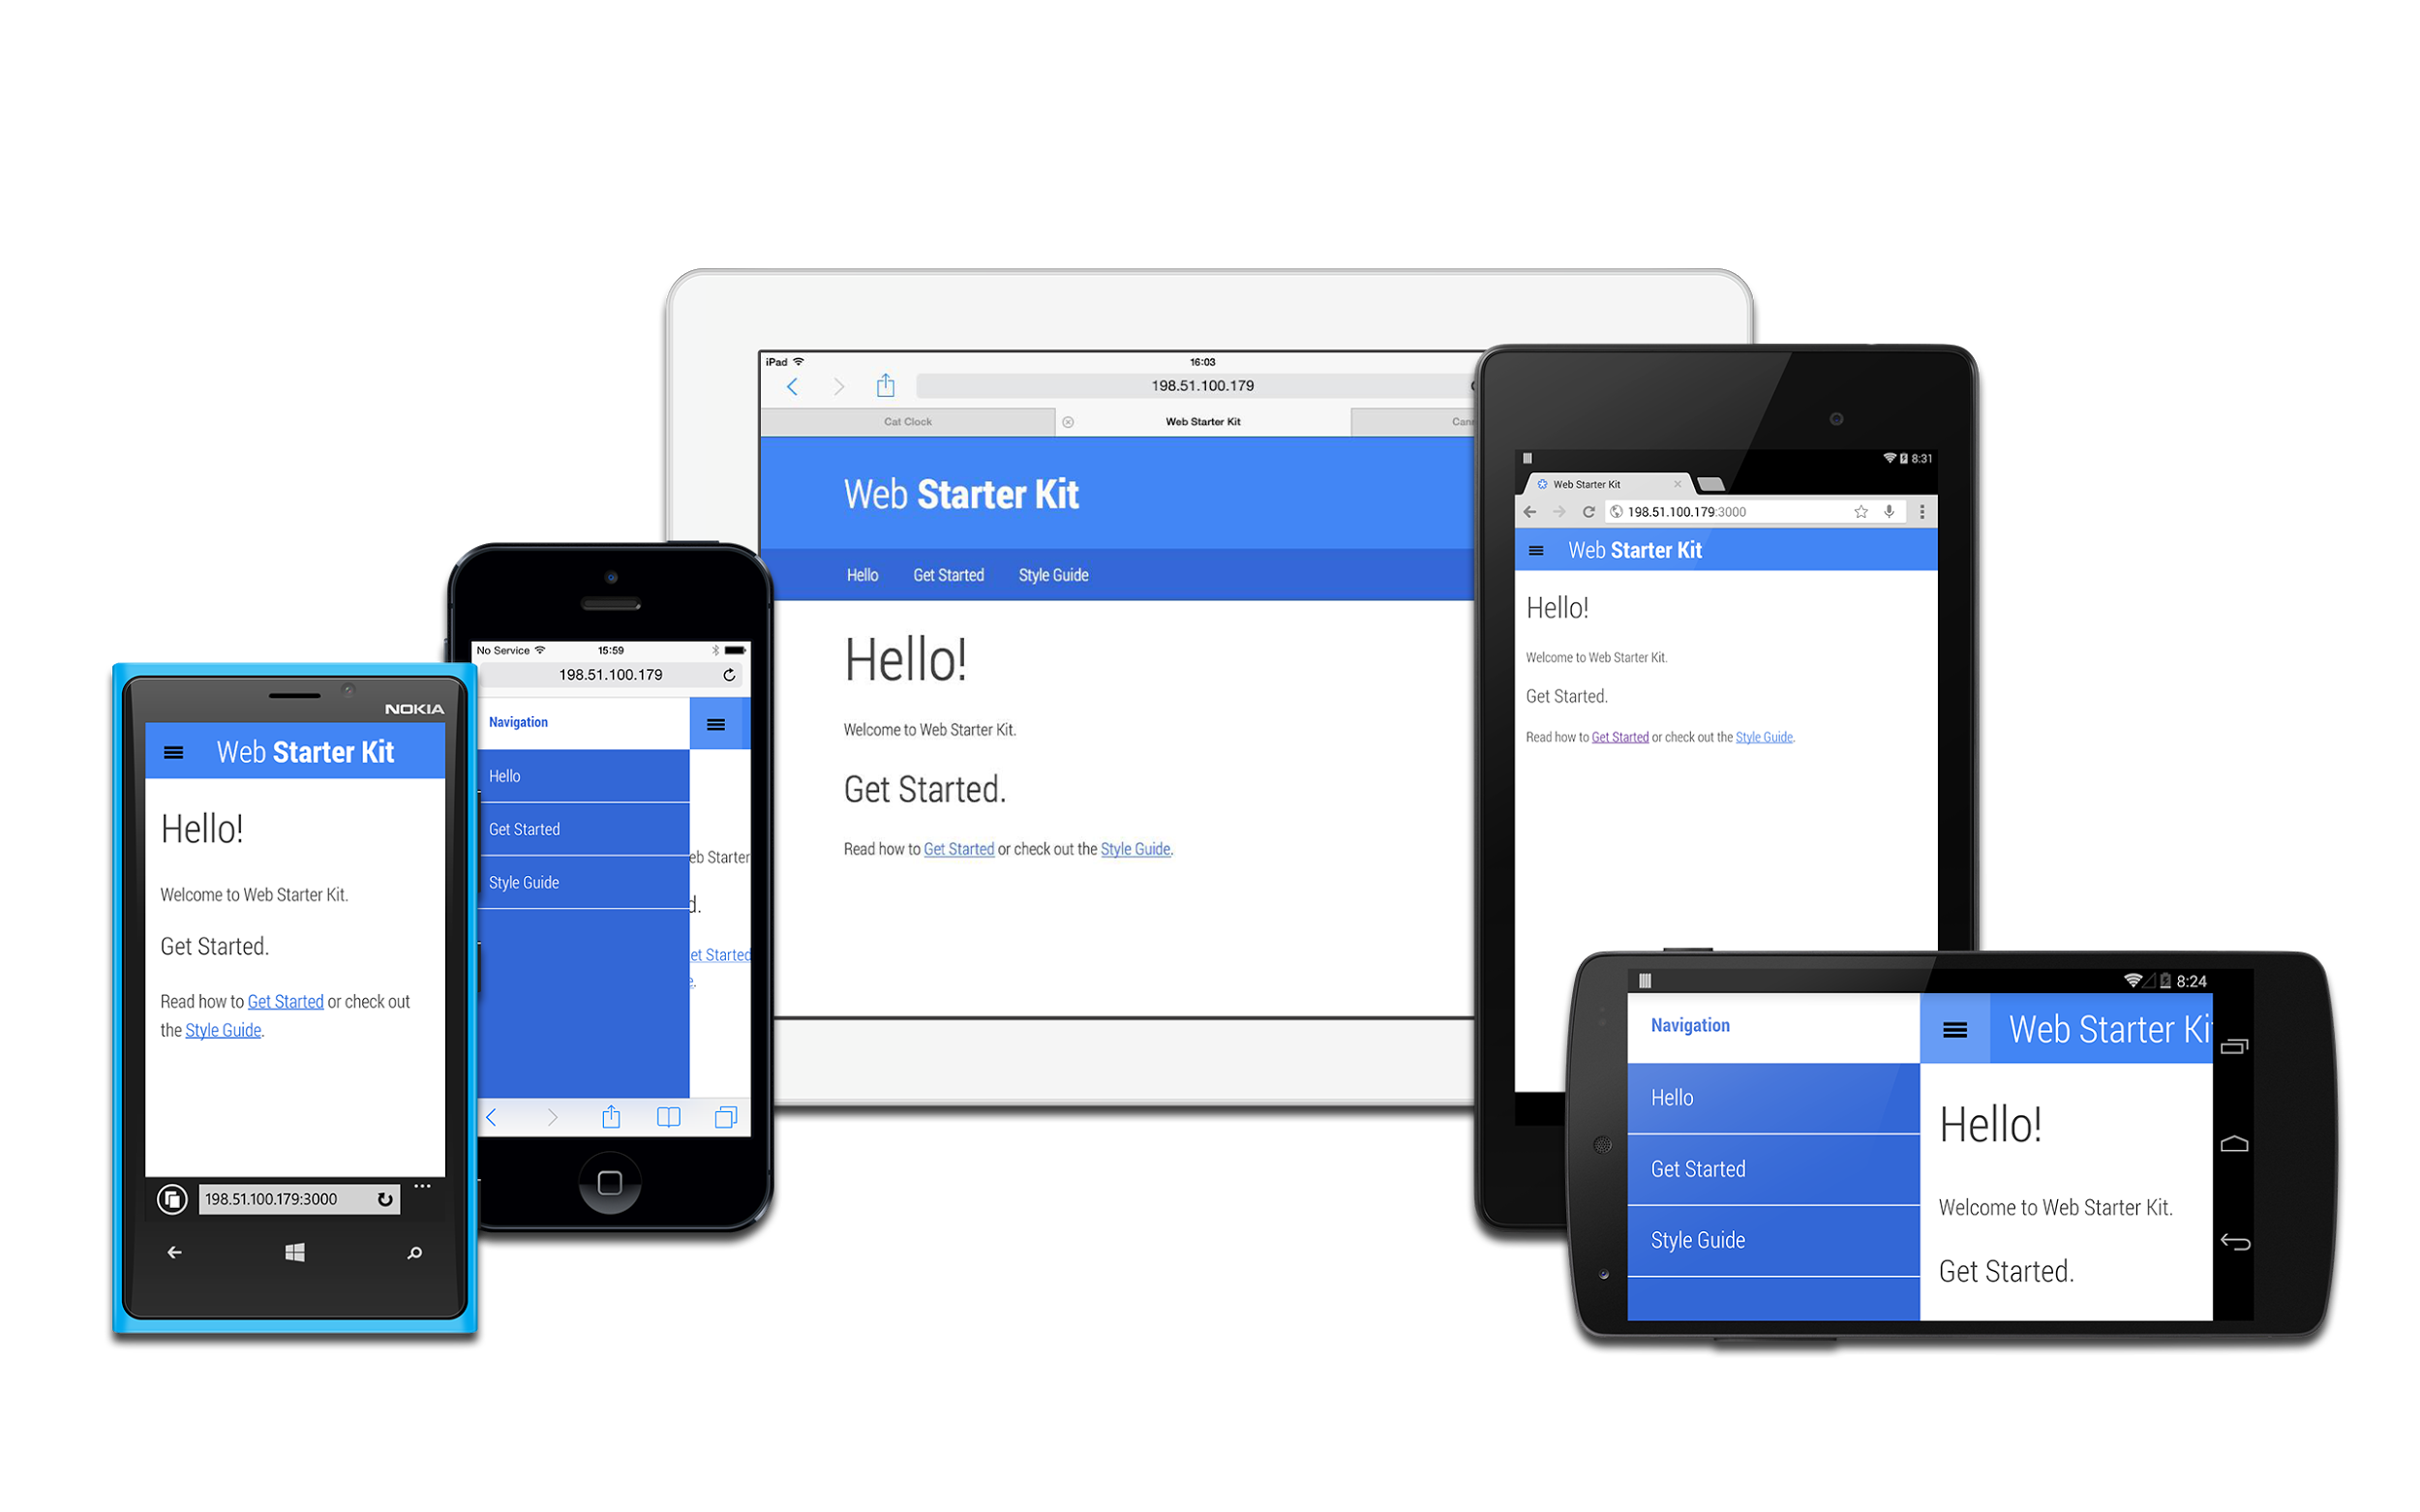 NOKIA
Web Starter Kit
Hello!
Welcome to Web Starter Kit.
Get Started.
Read how to Get Started or check out
the Style Guide.
198.51.100.179:3000
No Service 15:59
198.51.100.179
Navigation
Hello
Get Started
Style Guide
eb Starter
d.
et Started
e.
iPad 16:03
198.51.100.179
Cat Clock Web Starter Kit Cann
Web Starter Kit
Hello Get Started Style Guide
Hello!
Welcome to Web Starter Kit.
Get Started.
Read how to Get Started or check out the Style Guide.
8:31
Web Starter Kit
198.51.100.179:3000
Web Starter Kit
Hello!
Welcome to Web Starter Kit.
Get Started.
Read how to Get Started or check out the Style Guide.
8:24
Navigation
Web Starter Ki
Hello
Get Started
Style Guide
Hello!
Welcome to Web Starter Kit.
Get Started.